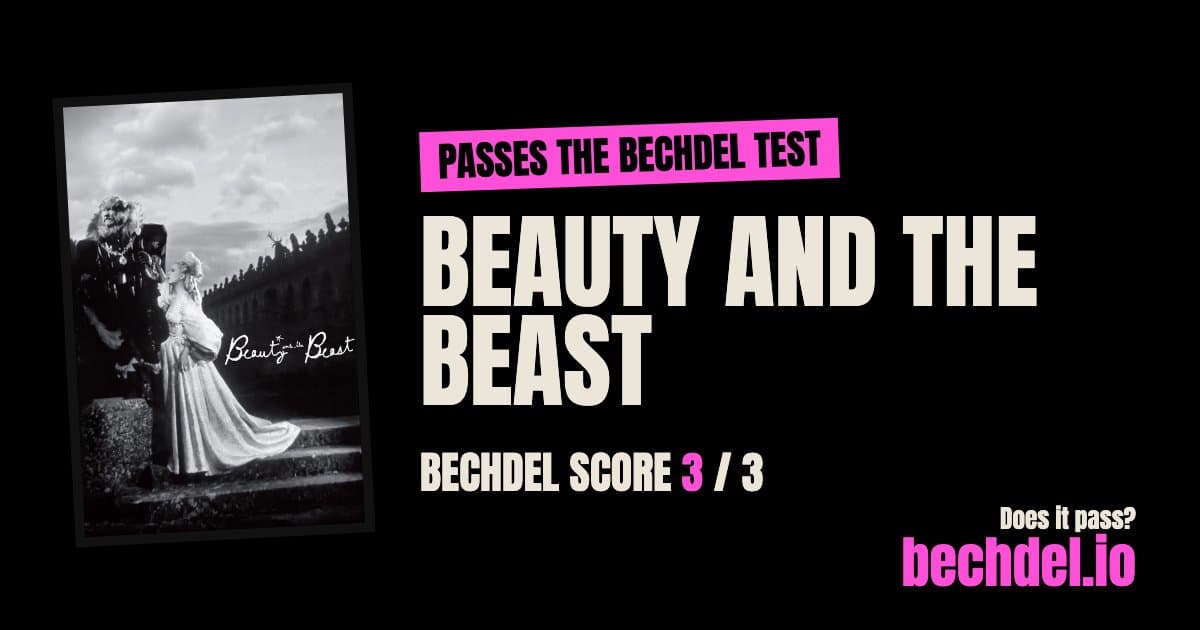 PASSES THE BECHDEL TEST
BEAUTY AND THE
BEAST
Beauty and the Beast
BECHDEL SCORE 3 / 3
Does it pass?
bechdel.io